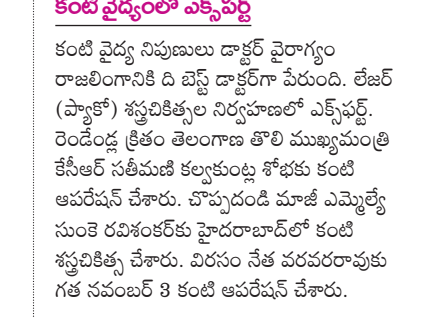 కంటి వైద్యంలో ఎక్స్‌పర్ట్
కంటి వైద్య నిపుణులు డాక్టర్ వైరాగ్యం
రాజలింగానికి ది బెస్ట్ డాక్టర్‌గా పేరుంది. లేజర్
(ప్యాకో) శస్త్రచికిత్సల నిర్వహణలో ఎక్స్‌ఫర్ట్.
రెండేండ్ల క్రితం తెలంగాణ తొలి ముఖ్యమంత్రి
కేసీఆర్ సతీమణి కల్వకుంట్ల శోభకు కంటి
ఆపరేషన్ చేశారు. చొప్పదండి మాజీ ఎమ్మెల్యే
సుంకె రవిశంకర్‌కు హైదరాబాద్‌లో కంటి
శస్త్రచికిత్స చేశారు. విరసం నేత వరవరరావుకు
గత నవంబర్ 3 కంటి ఆపరేషన్ చేశారు.